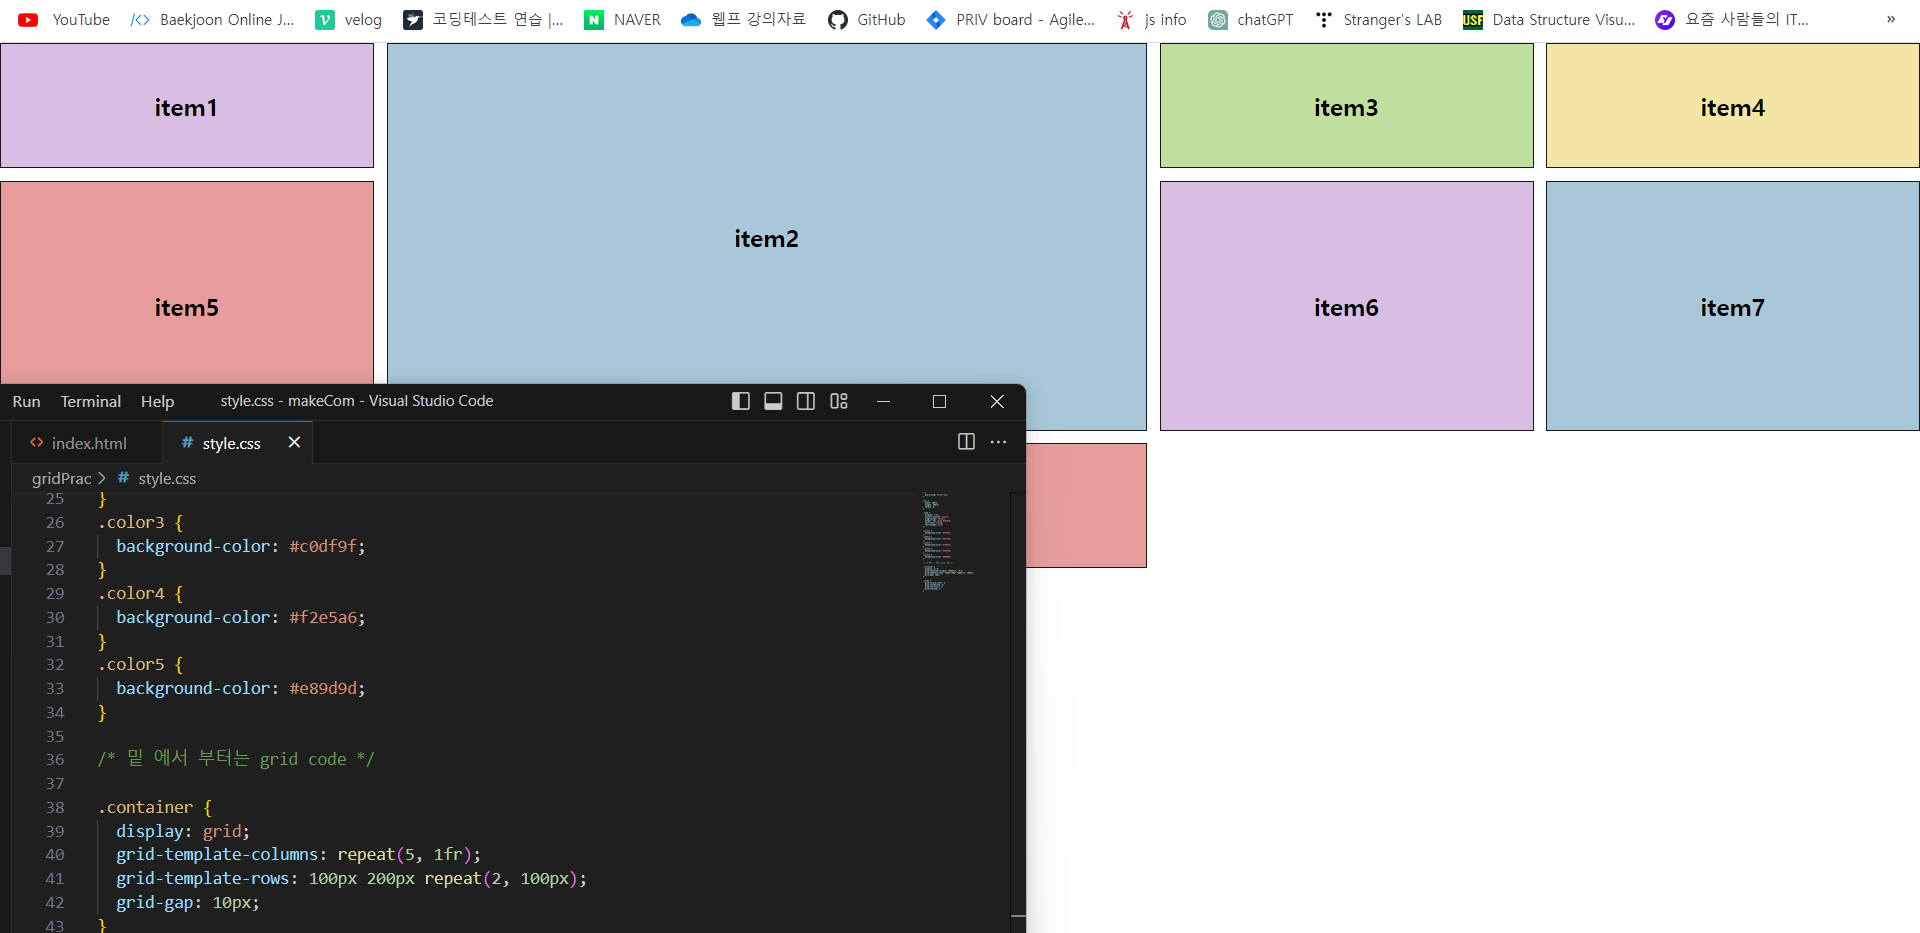 YouTube Baekjoon Online J... velog 코딩테스트 연습 |... NAVER 웹프 강의자료 GitHub PRIV board - Agile... js info chatGPT Stranger's LAB USF Data Structure Visu... 요즘 사람들의 IT... »
item1 item2 item3 item4
item5 item6 item7
Run Terminal Help style.css - makeCom - Visual Studio Code
index.html # style.css
gridPrac > # style.css
25 }
26 .color3 {
27 background-color: #c0df9f;
28 }
29 .color4 {
30 background-color: #f2e5a6;
31 }
32 .color5 {
33 background-color: #e89d9d;
34 }
35
36 /* 밑 에서 부터는 grid code */
37
38 .container {
39 display: grid;
40 grid-template-columns: repeat(5, 1fr);
41 grid-template-rows: 100px 200px repeat(2, 100px);
42 grid-gap: 10px;
43 }